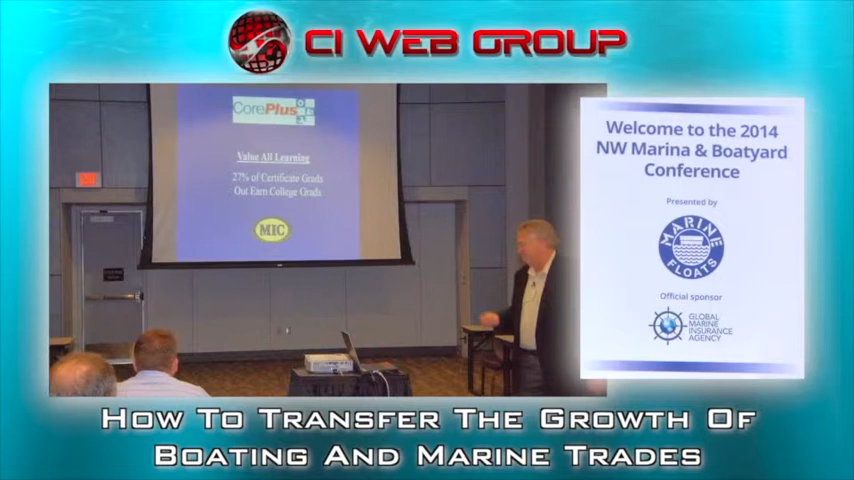 CI WEB GROUP
CorePlus
Value All Learning
27% of Certificate Grads
Out Earn College Grads
MIC
Welcome to the 2014
NW Marina & Boatyard
Conference
Presented by
MARINE
FLOATS
Official sponsor
GLOBAL
MARINE
INSURANCE
AGENCY
How To Transfer The Growth Of
Boating And Marine Trades